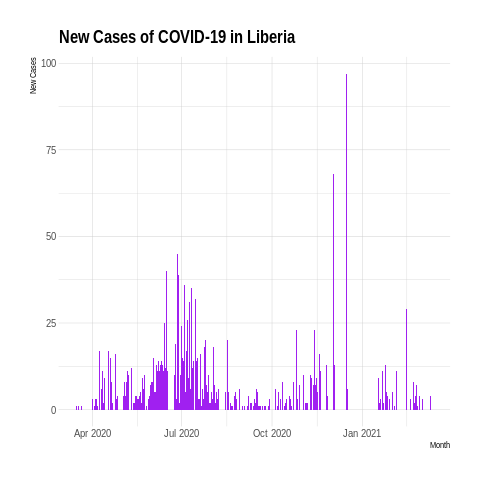 New Cases of COVID-19 in Liberia
New Cases
100
75
50
25
0
Apr 2020
Jul 2020
Oct 2020
Jan 2021
Month